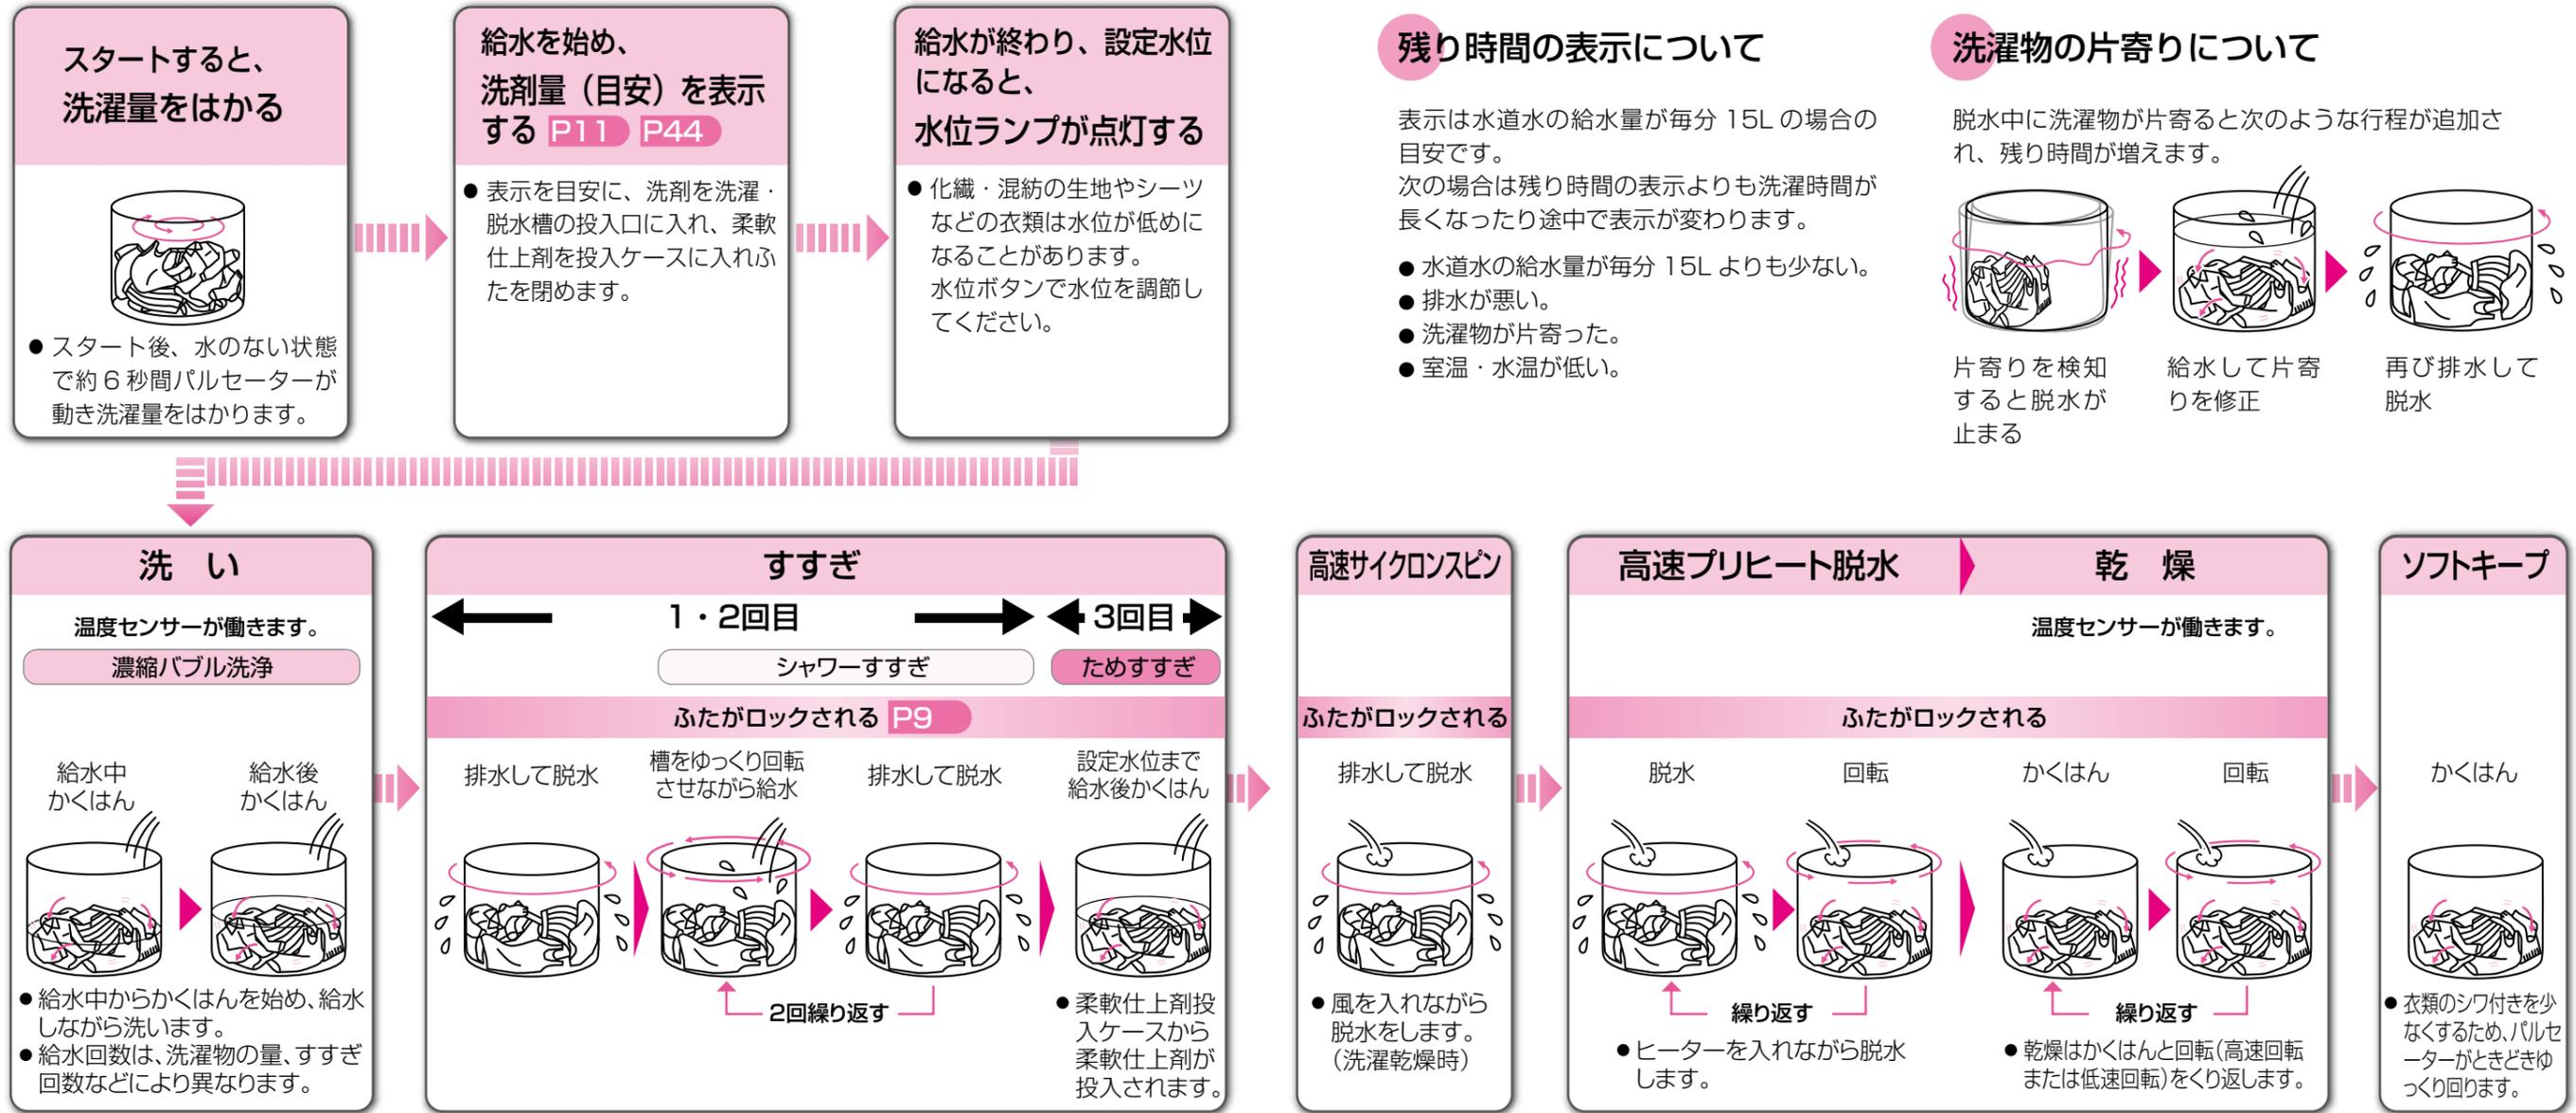 スタートすると、
洗濯量をはかる
● スタート後、水のない状態
で約6秒間パルセーターが
動き洗濯量をはかります。
給水を始め、
洗剤量（目安）を表示
する P11 P44
● 表示を目安に、洗剤を洗濯・
脱水槽の投入口に入れ、柔軟
仕上剤を投入ケースに入れふ
たを閉めます。
給水が終わり、設定水位
になると、
水位ランプが点灯する
● 化繊・混紡の生地やシーツ
などの衣類は水位が低めに
なることがあります。
水位ボタンで水位を調節し
てください。
残り時間の表示について
表示は水道水の給水量が毎分 15L の場合の
目安です。
次の場合は残り時間の表示よりも洗濯時間が
長くなったり途中で表示が変わります。
● 水道水の給水量が毎分 15L よりも少ない。
● 排水が悪い。
● 洗濯物が片寄った。
● 室温・水温が低い。
洗濯物の片寄りについて
脱水中に洗濯物が片寄ると次のような行程が追加さ
れ、残り時間が増えます。
片寄りを検知
すると脱水が
止まる
給水して片寄
りを修正
再び排水して
脱水
洗い
温度センサーが働きます。
濃縮バブル洗浄
給水中
かくはん
給水後
かくはん
● 給水中からかくはんを始め、給水
しながら洗います。
● 給水回数は、洗濯物の量、すすぎ
回数などにより異なります。
すすぎ
1・2回目
3回目
シャワーすすぎ
ためすすぎ
ふたがロックされる P9
排水して脱水
槽をゆっくり回転
させながら給水
排水して脱水
設定水位まで
給水後かくはん
2回繰り返す
● 柔軟仕上剤投
入ケースから
柔軟仕上剤が
投入されます。
高速サイクロンスピン
ふたがロックされる
排水して脱水
● 風を入れながら
脱水をします。
（洗濯乾燥時）
高速プリヒート脱水
乾燥
温度センサーが働きます。
ふたがロックされる
脱水
回転
かくはん
回転
繰り返す
繰り返す
● ヒーターを入れながら脱水
します。
● 乾燥はかくはんと回転（高速回転
または低速回転）をくり返します。
ソフトキープ
かくはん
● 衣類のシワ付きを少
なくするため、パルセ
ーターがときどきゆ
っくり回ります。